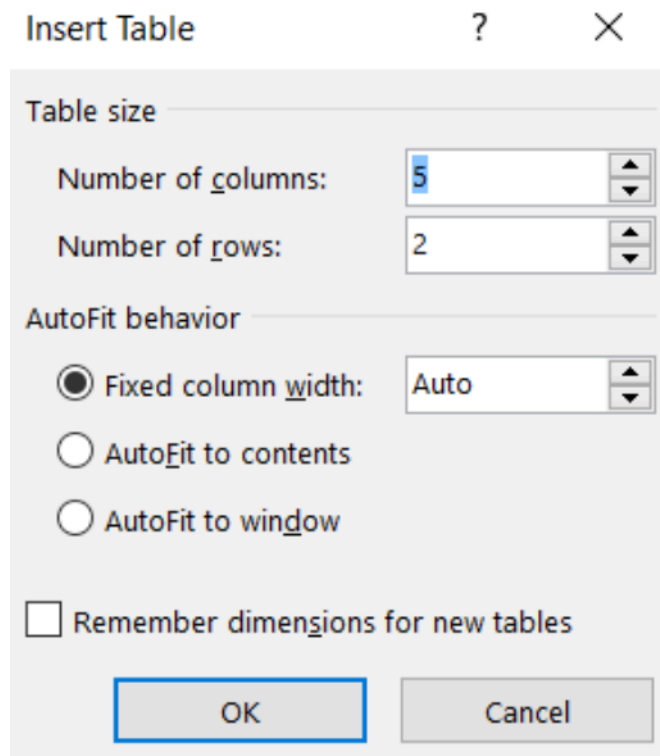 Insert Table ?
Table size
Number of columns: 5
Number of rows: 2
AutoFit behavior
Fixed column width: Auto
AutoFit to contents
AutoFit to window
Remember dimensions for new tables
OK Cancel